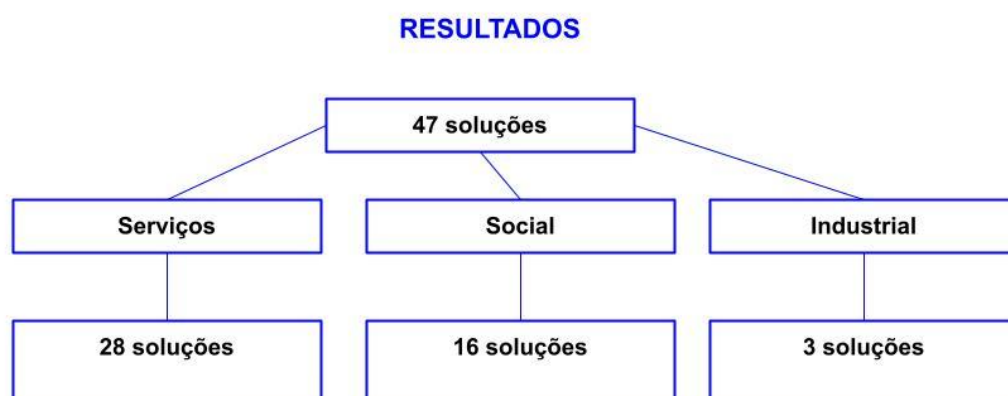 RESULTADOS
47 soluções
Serviços
Social
Industrial
28 soluções
16 soluções
3 soluções